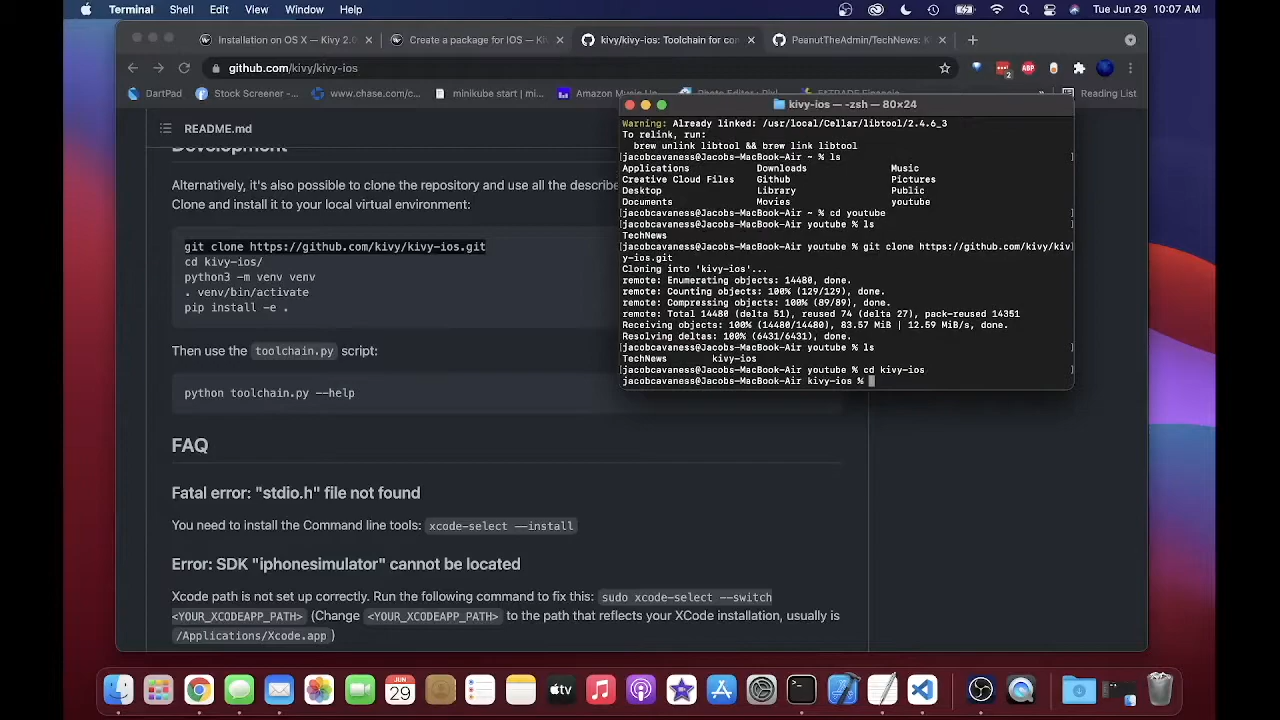 Terminal Shell Edit View Window Help Tue Jun 29 10:07 AM
Installation on OS X — Kivy 2.0
Create a package for IOS — Ki
kivy/kivy-ios: Toolchain for con
PeanutTheAdmin/TechNews: K
github.com/kivy/kivy-ios
DartPad
Stock Screener -...
www.chase.com/c...
minikube start | mi...
Amazon Music Un
Reading List
README.md
Development
Alternatively, it's also possible to clone the repository and use all the describe
Clone and install it to your local virtual environment:
git clone https://github.com/kivy/kivy-ios.git
cd kivy-ios/
python3 -m venv venv
. venv/bin/activate
pip install -e .
Then use the toolchain.py script:
python toolchain.py --help
FAQ
Fatal error: "stdio.h" file not found
You need to install the Command line tools: xcode-select --install
Error: SDK "iphonesimulator" cannot be located
Xcode path is not set up correctly. Run the following command to fix this: sudo xcode-select --switch
<YOUR_XCODEAPP_PATH> (Change <YOUR_XCODEAPP_PATH> to the path that reflects your XCode installation, usually is
/Applications/Xcode.app)
kivy-ios — -zsh — 80×24
Warning: Already linked: /usr/local/Cellar/libtool/2.4.6_3
To relink, run:
brew unlink libtool && brew link libtool
[jacobcavaness@Jacobs-MacBook-Air ~ % ls ]
Applications Downloads Music
Creative Cloud Files Github Pictures
Desktop Library Public
Documents Movies youtube
[jacobcavaness@Jacobs-MacBook-Air ~ % cd youtube ]
[jacobcavaness@Jacobs-MacBook-Air youtube % ls ]
TechNews
[jacobcavaness@Jacobs-MacBook-Air youtube % git clone https://github.com/kivy/kiv]
y-ios.git
Cloning into 'kivy-ios'...
remote: Enumerating objects: 14480, done.
remote: Counting objects: 100% (129/129), done.
remote: Compressing objects: 100% (89/89), done.
remote: Total 14480 (delta 51), reused 74 (delta 27), pack-reused 14351
Receiving objects: 100% (14480/14480), 83.57 MiB | 12.59 MiB/s, done.
Resolving deltas: 100% (6431/6431), done.
[jacobcavaness@Jacobs-MacBook-Air youtube % ls ]
TechNews kivy-ios
[jacobcavaness@Jacobs-MacBook-Air youtube % cd kivy-ios ]
jacobcavaness@Jacobs-MacBook-Air kivy-ios %
JUN
29
tv